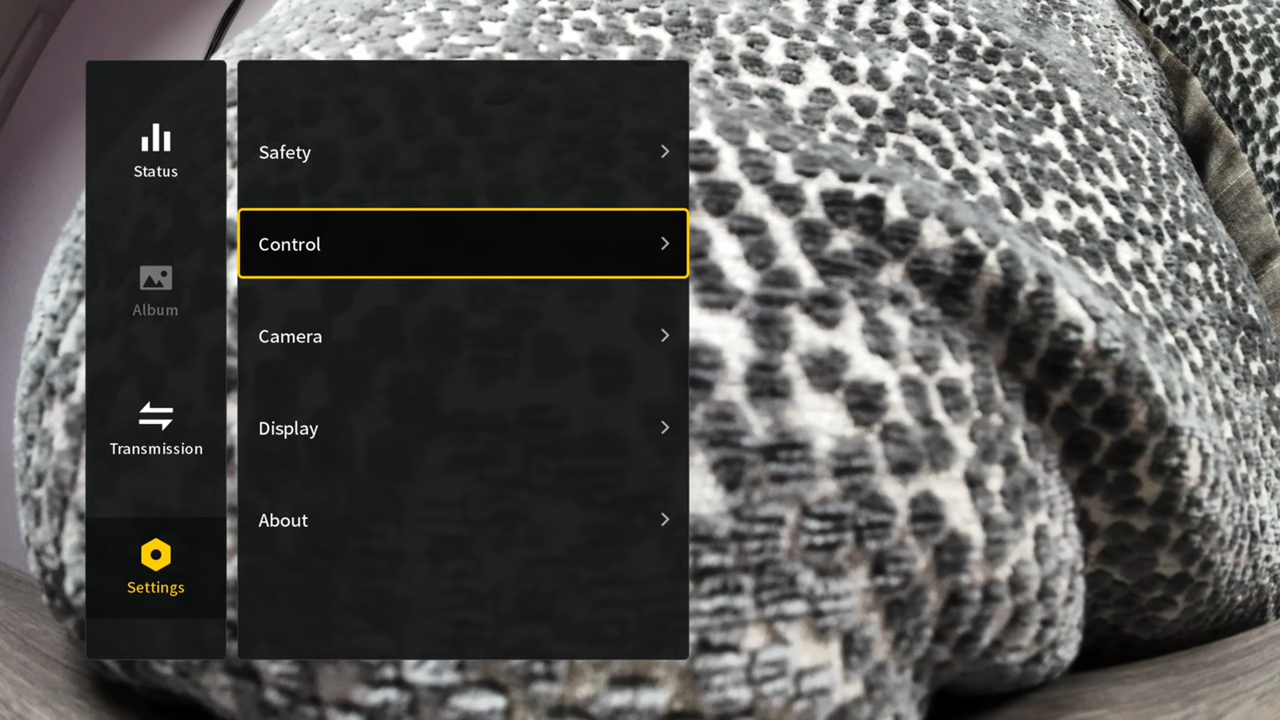 Status
Album
Transmission
Settings
Safety
Control
Camera
Display
About